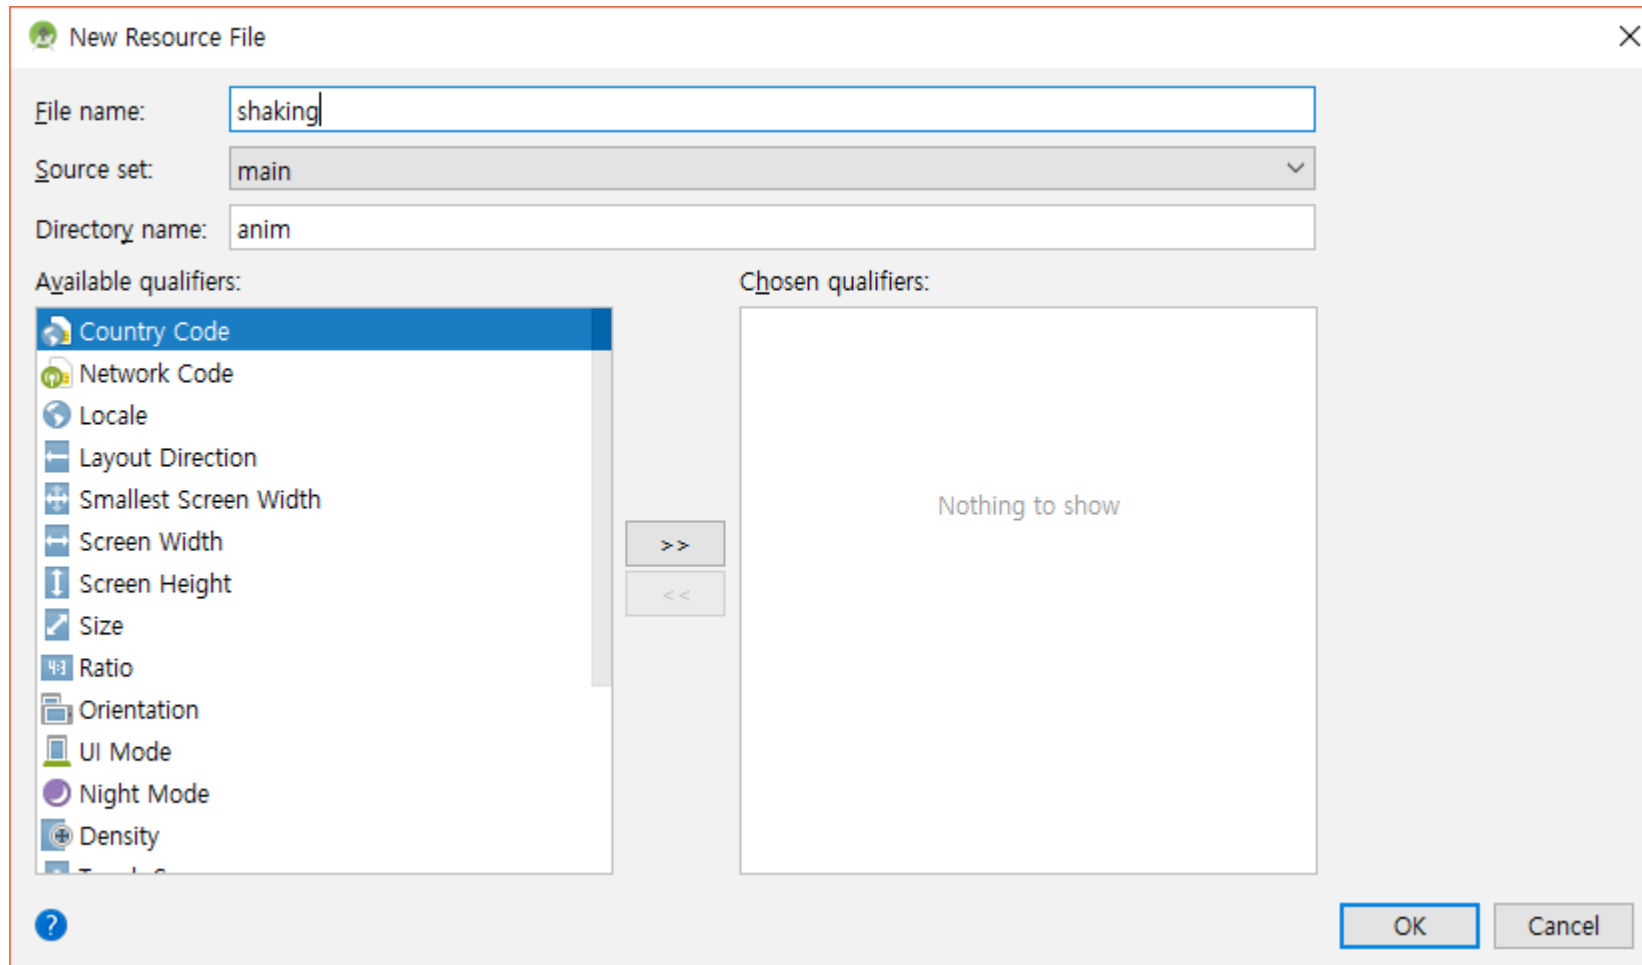 New Resource File
File name: shaking
Source set: main
Directory name: anim
Available qualifiers:
Chosen qualifiers:
Country Code
Network Code
Locale
Layout Direction
Smallest Screen Width
Screen Width
Screen Height
Size
4:3 Ratio
Orientation
UI Mode
Night Mode
Density
>>
<<
Nothing to show
?
OK
Cancel